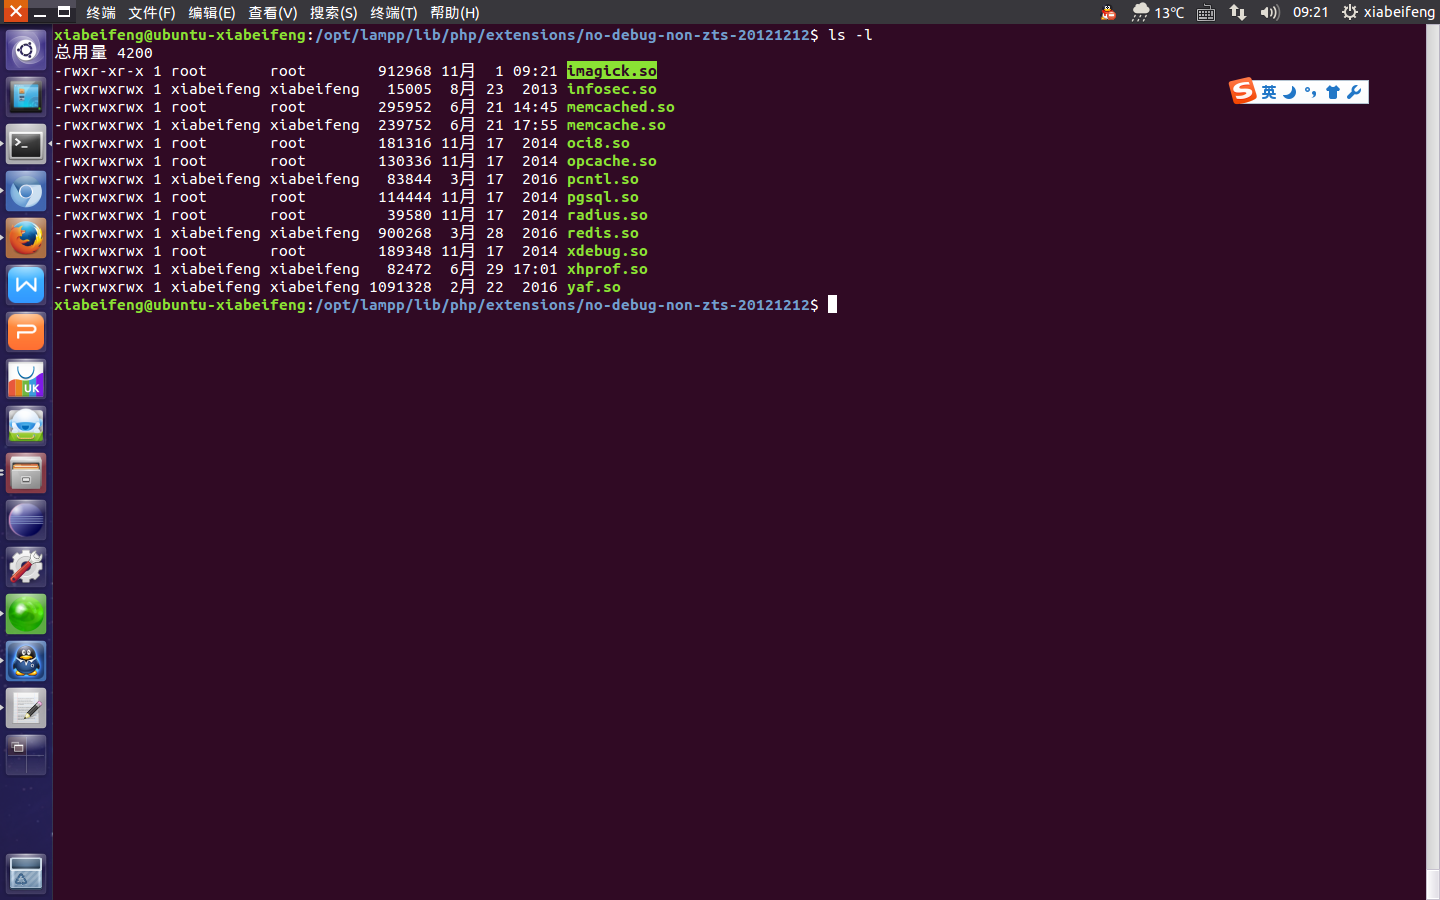 终端 文件(F) 编辑(E) 查看(V) 搜索(S) 终端(T) 帮助(H) 13℃ 09:21 xiabeifeng
xiabeifeng@ubuntu-xiabeifeng:/opt/lampp/lib/php/extensions/no-debug-non-zts-20121212$ ls -l
总用量 4200
-rwxr-xr-x 1 root       root        912968 11月  1 09:21 imagick.so
-rwxrwxrwx 1 xiabeifeng xiabeifeng   15005  8月 23  2013 infosec.so
-rwxrwxrwx 1 root       root        295952  6月 21 14:45 memcached.so
-rwxrwxrwx 1 xiabeifeng xiabeifeng  239752  6月 21 17:55 memcache.so
-rwxrwxrwx 1 root       root        181316 11月 17  2014 oci8.so
-rwxrwxrwx 1 root       root        130336 11月 17  2014 opcache.so
-rwxrwxrwx 1 xiabeifeng xiabeifeng   83844  3月 17  2016 pcntl.so
-rwxrwxrwx 1 root       root        114444 11月 17  2014 pgsql.so
-rwxrwxrwx 1 root       root         39580 11月 17  2014 radius.so
-rwxrwxrwx 1 xiabeifeng xiabeifeng  900268  3月 28  2016 redis.so
-rwxrwxrwx 1 root       root        189348 11月 17  2014 xdebug.so
-rwxrwxrwx 1 xiabeifeng xiabeifeng   82472  6月 29 17:01 xhprof.so
-rwxrwxrwx 1 xiabeifeng xiabeifeng 1091328  2月 22  2016 yaf.so
xiabeifeng@ubuntu-xiabeifeng:/opt/lampp/lib/php/extensions/no-debug-non-zts-20121212$
S 英
UK